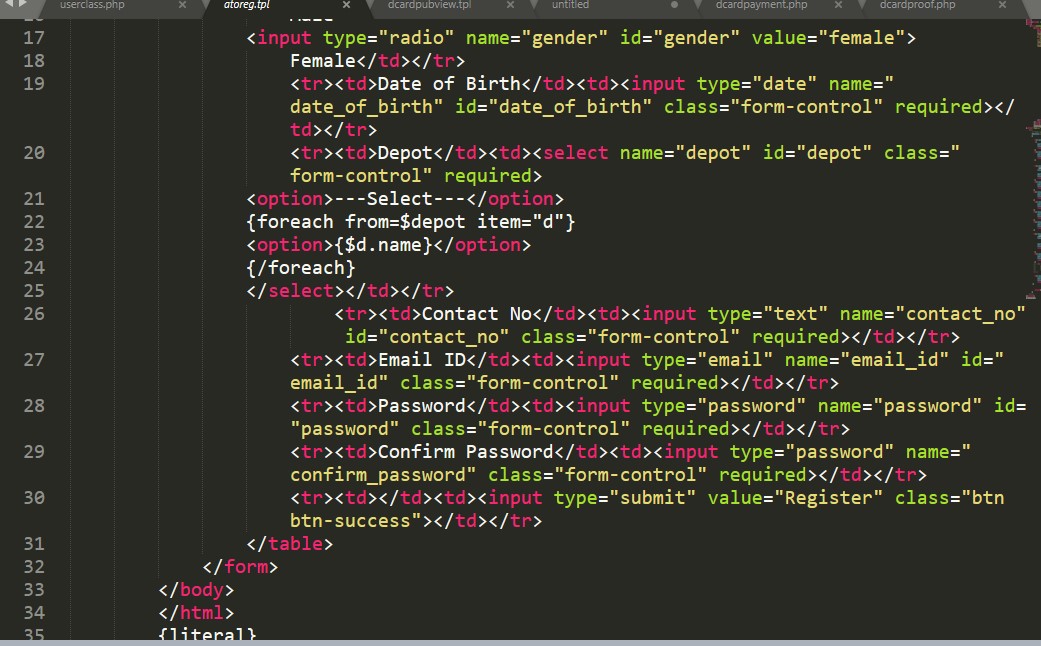 userclass.php × atoreg.tpl × dcardpubview.tpl × untitled dcardpayment.php × dcardproof.php ×
17 <input type="radio" name="gender" id="gender" value="female">
18 Female</td></tr>
19 <tr><td>Date of Birth</td><td><input type="date" name="
date_of_birth" id="date_of_birth" class="form-control" required></
td></tr>
20 <tr><td>Depot</td><td><select name="depot" id="depot" class="
form-control" required>
21 <option>---Select---</option>
22 {foreach from=$depot item="d"}
23 <option>{$d.name}</option>
24 {/foreach}
25 </select></td></tr>
26 <tr><td>Contact No</td><td><input type="text" name="contact_no"
id="contact_no" class="form-control" required></td></tr>
27 <tr><td>Email ID</td><td><input type="email" name="email_id" id="
email_id" class="form-control" required></td></tr>
28 <tr><td>Password</td><td><input type="password" name="password" id=
"password" class="form-control" required></td></tr>
29 <tr><td>Confirm Password</td><td><input type="password" name="
confirm_password" class="form-control" required></td></tr>
30 <tr><td></td><td><input type="submit" value="Register" class="btn
btn-success"></td></tr>
31 </table>
32 </form>
33 </body>
34 </html>
35 {literal}